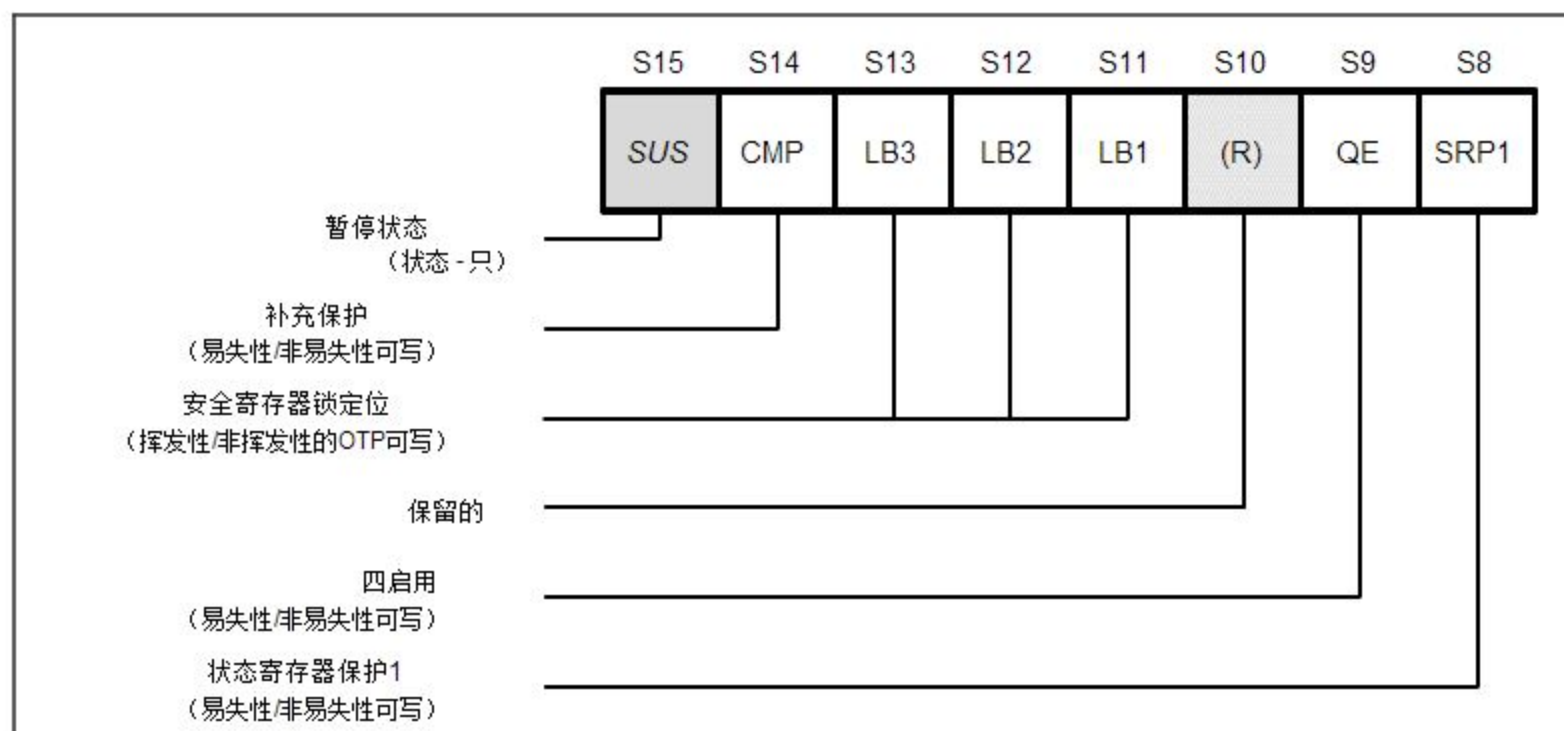 S15 S14 S13 S12 S11 S10 S9 S8
SUS CMP LB3 LB2 LB1 (R) QE SRP1
暂停状态
（状态-只）
补充保护
（易失性/非易失性可写）
安全寄存器锁定位
（挥发性/非挥发性的OTP可写）
保留的
四启用
（易失性/非易失性可写）
状态寄存器保护1
（易失性/非易失性可写）